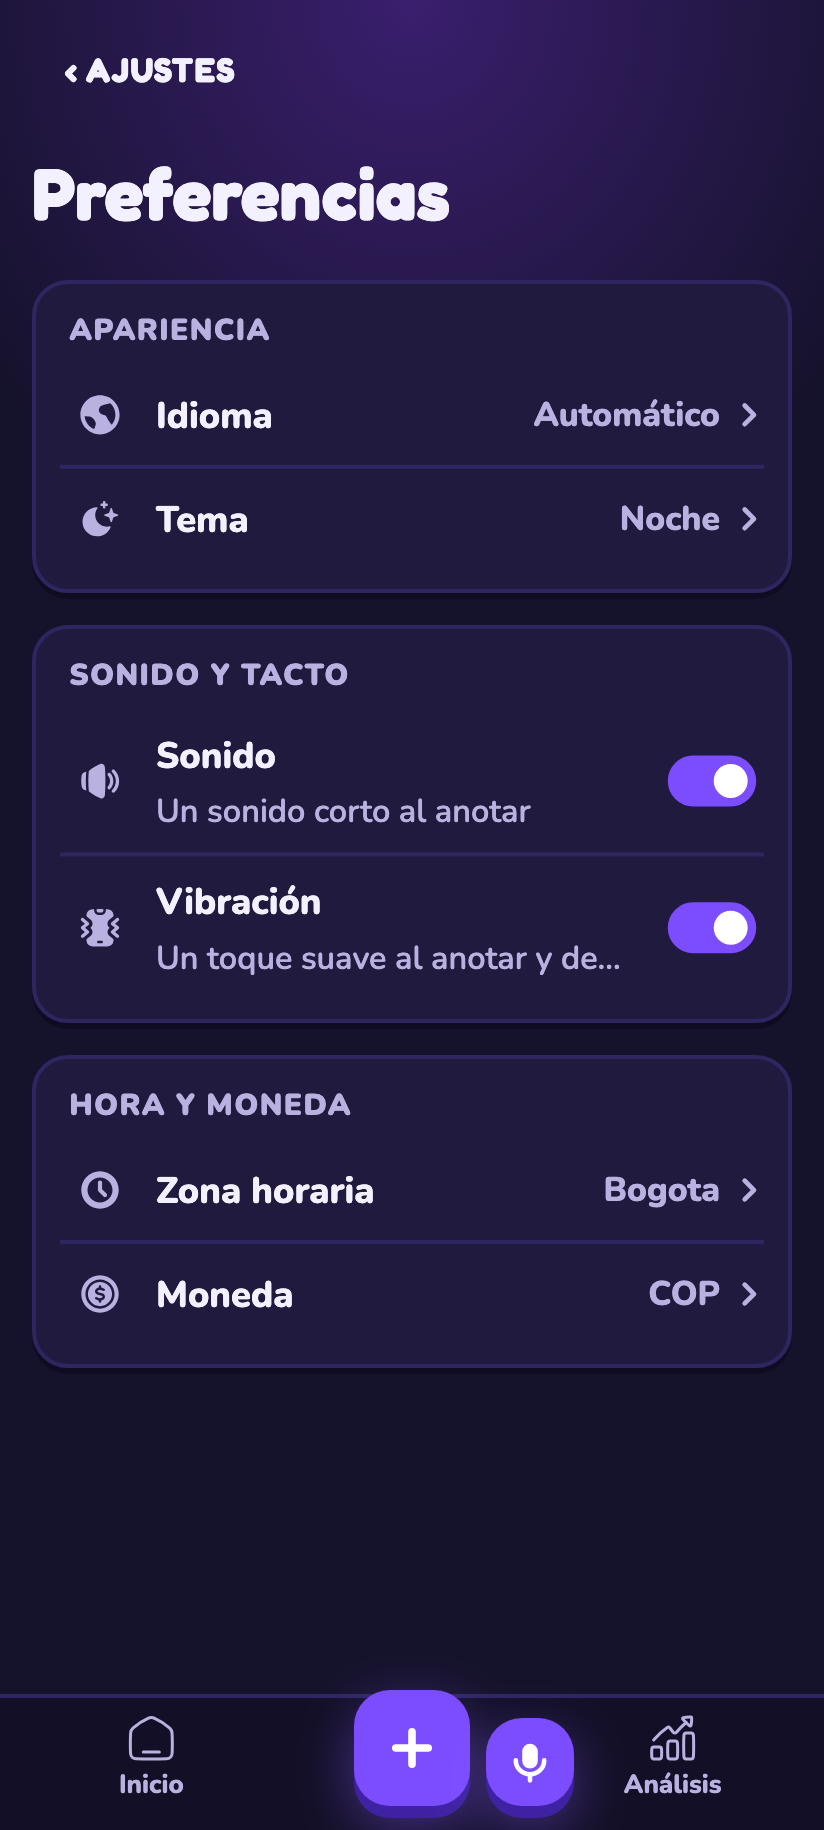 ‹ AJUSTES
Preferencias
APARIENCIA
Idioma Automático
Tema Noche
SONIDO Y TACTO
Sonido
Un sonido corto al anotar
Vibración
Un toque suave al anotar y de...
HORA Y MONEDA
Zona horaria Bogota
Moneda COP
Inicio Análisis